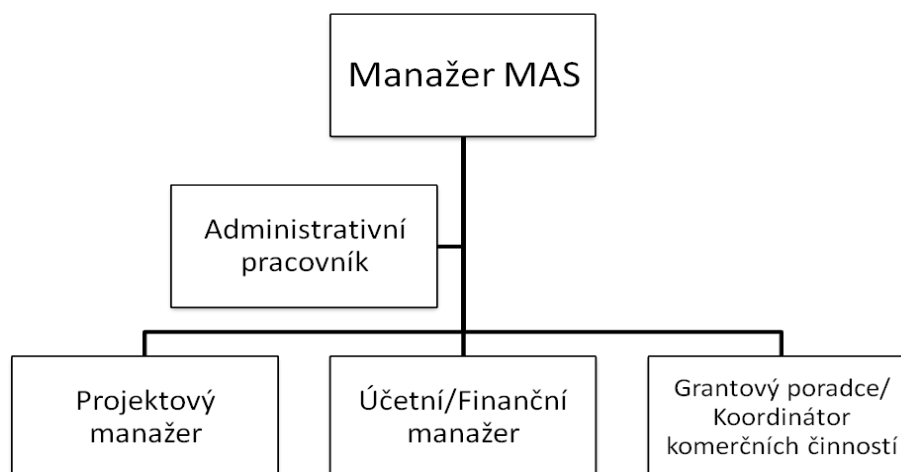 Manažer MAS
Administrativní
pracovník
Projektový
manažer
Účetní/Finanční
manažer
Grantový poradce/
Koordinátor
komerčních činností